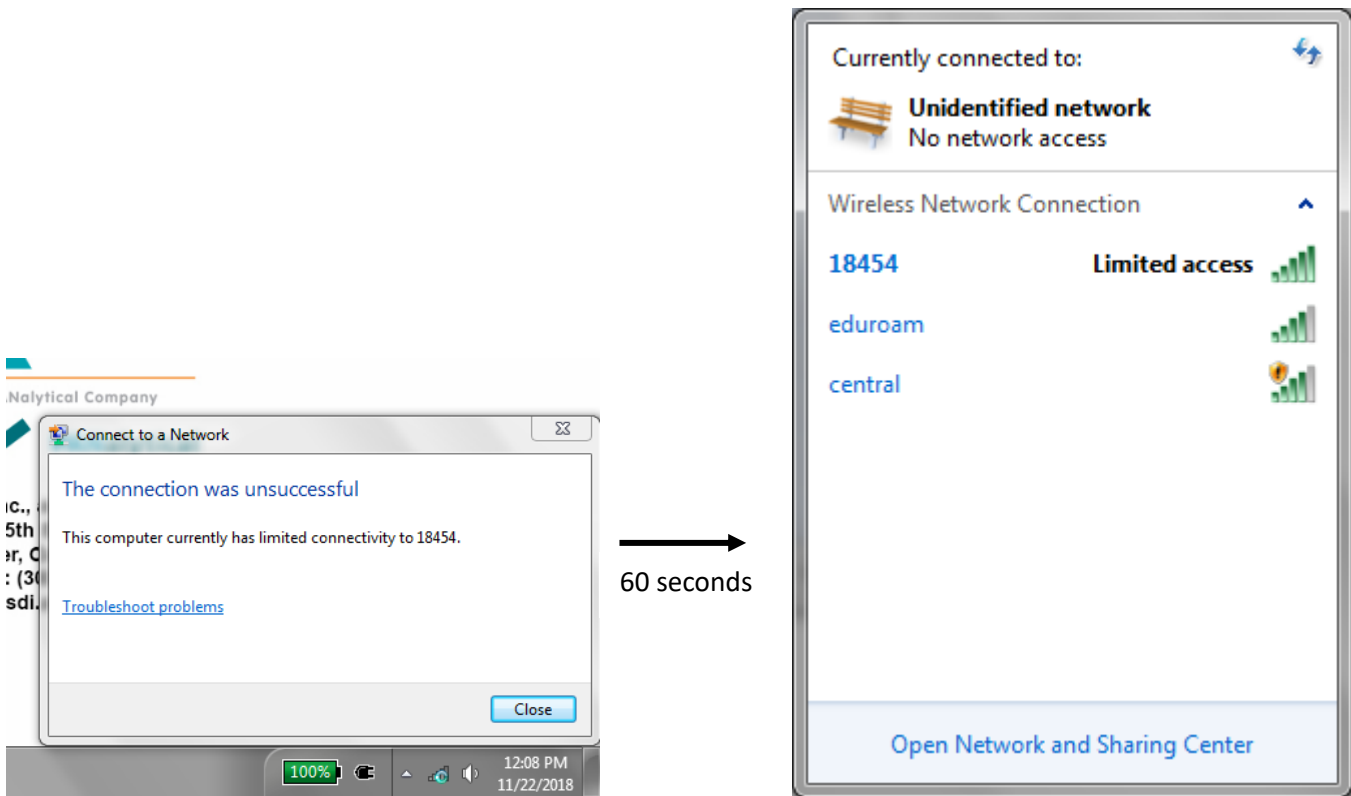 Nalytical Company
Connect to a Network
The connection was unsuccessful
This computer currently has limited connectivity to 18454.
Troubleshoot problems
Close
5th
: (30
sdi.
100%
12:08 PM
11/22/2018
60 seconds
Currently connected to:
Unidentified network
No network access
Wireless Network Connection
18454 Limited access
eduroam
central
Open Network and Sharing Center